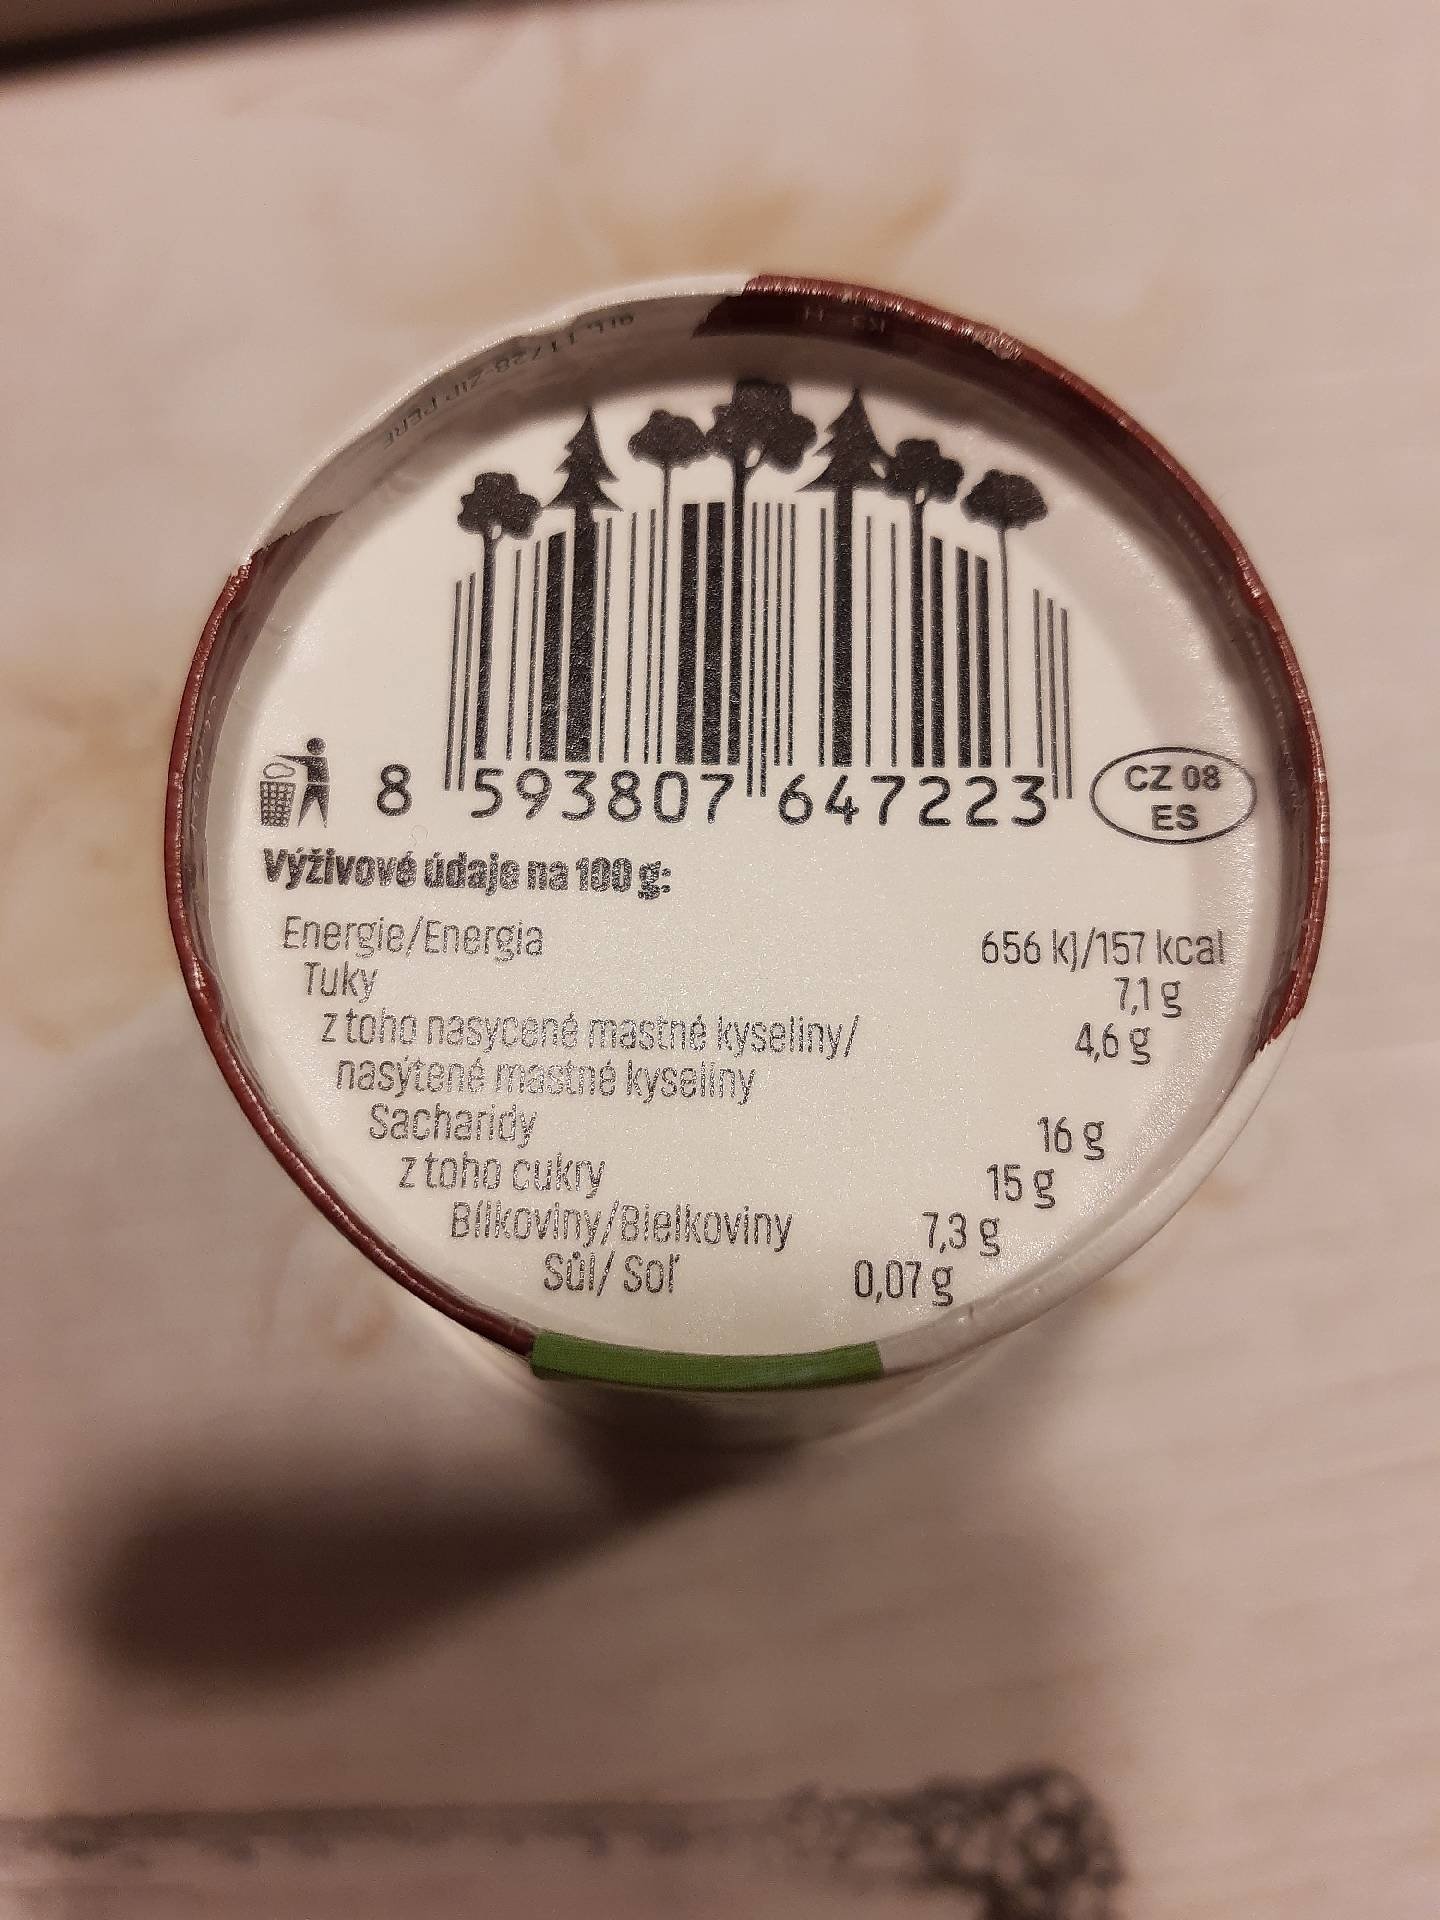 8 593807 647223
CZ 08
ES
Výživové údaje na 100 g:
Energie/Energia 656 kJ/157 kcal
Tuky 7,1 g
z toho nasycené mastné kyseliny/ 4,6 g
nasýtené mastné kyseliny
Sacharidy 16 g
z toho cukry 15 g
Bílkoviny/Bielkoviny 7,3 g
Sůl/ Soľ 0,07 g